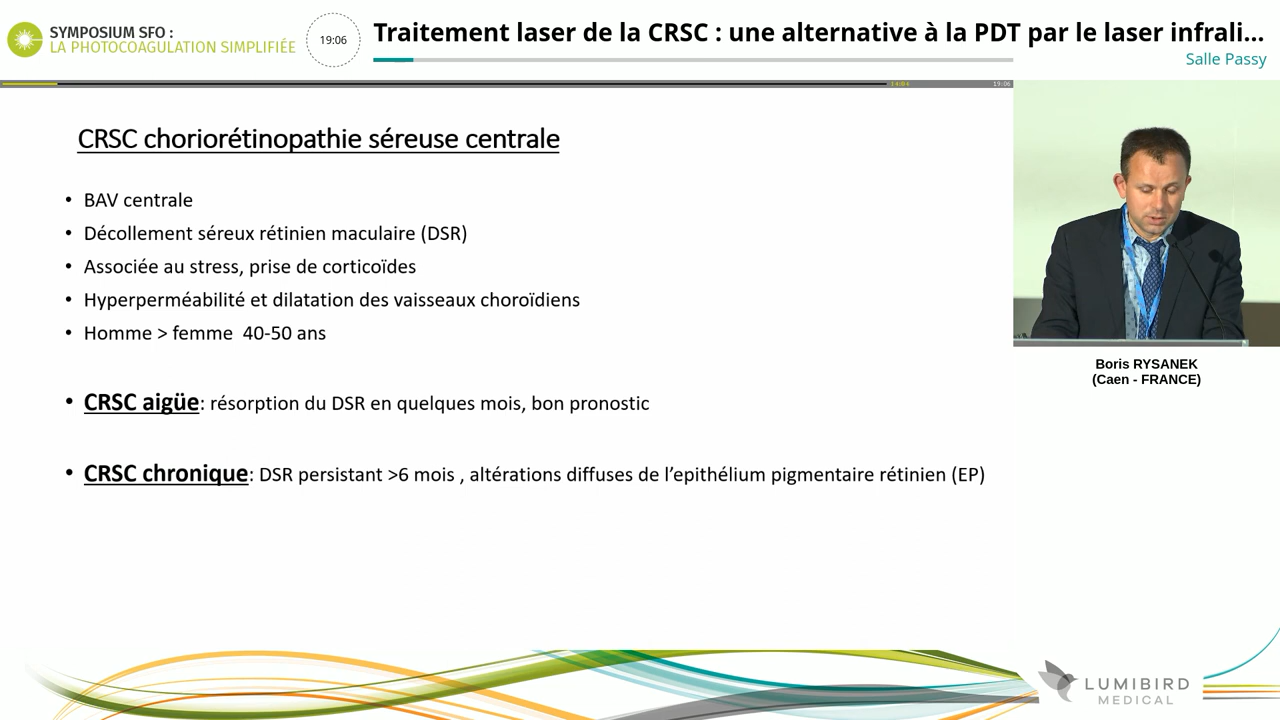 SYMPOSIUM SFO :
LA PHOTOCOAGULATION SIMPLIFIÉE
19:06
Traitement laser de la CRSC : une alternative à la PDT par le laser infrali...
Salle Passy
14:04
19:06
CRSC choriorétinopathie séreuse centrale
• BAV centrale
• Décollement séreux rétinien maculaire (DSR)
• Associée au stress, prise de corticoïdes
• Hyperperméabilité et dilatation des vaisseaux choroïdiens
• Homme > femme 40-50 ans
• CRSC aigüe: résorption du DSR en quelques mois, bon pronostic
• CRSC chronique: DSR persistant >6 mois , altérations diffuses de l’epithélium pigmentaire rétinien (EP)
Boris RYSANEK
(Caen - FRANCE)
LUMIBIRD
MEDICAL